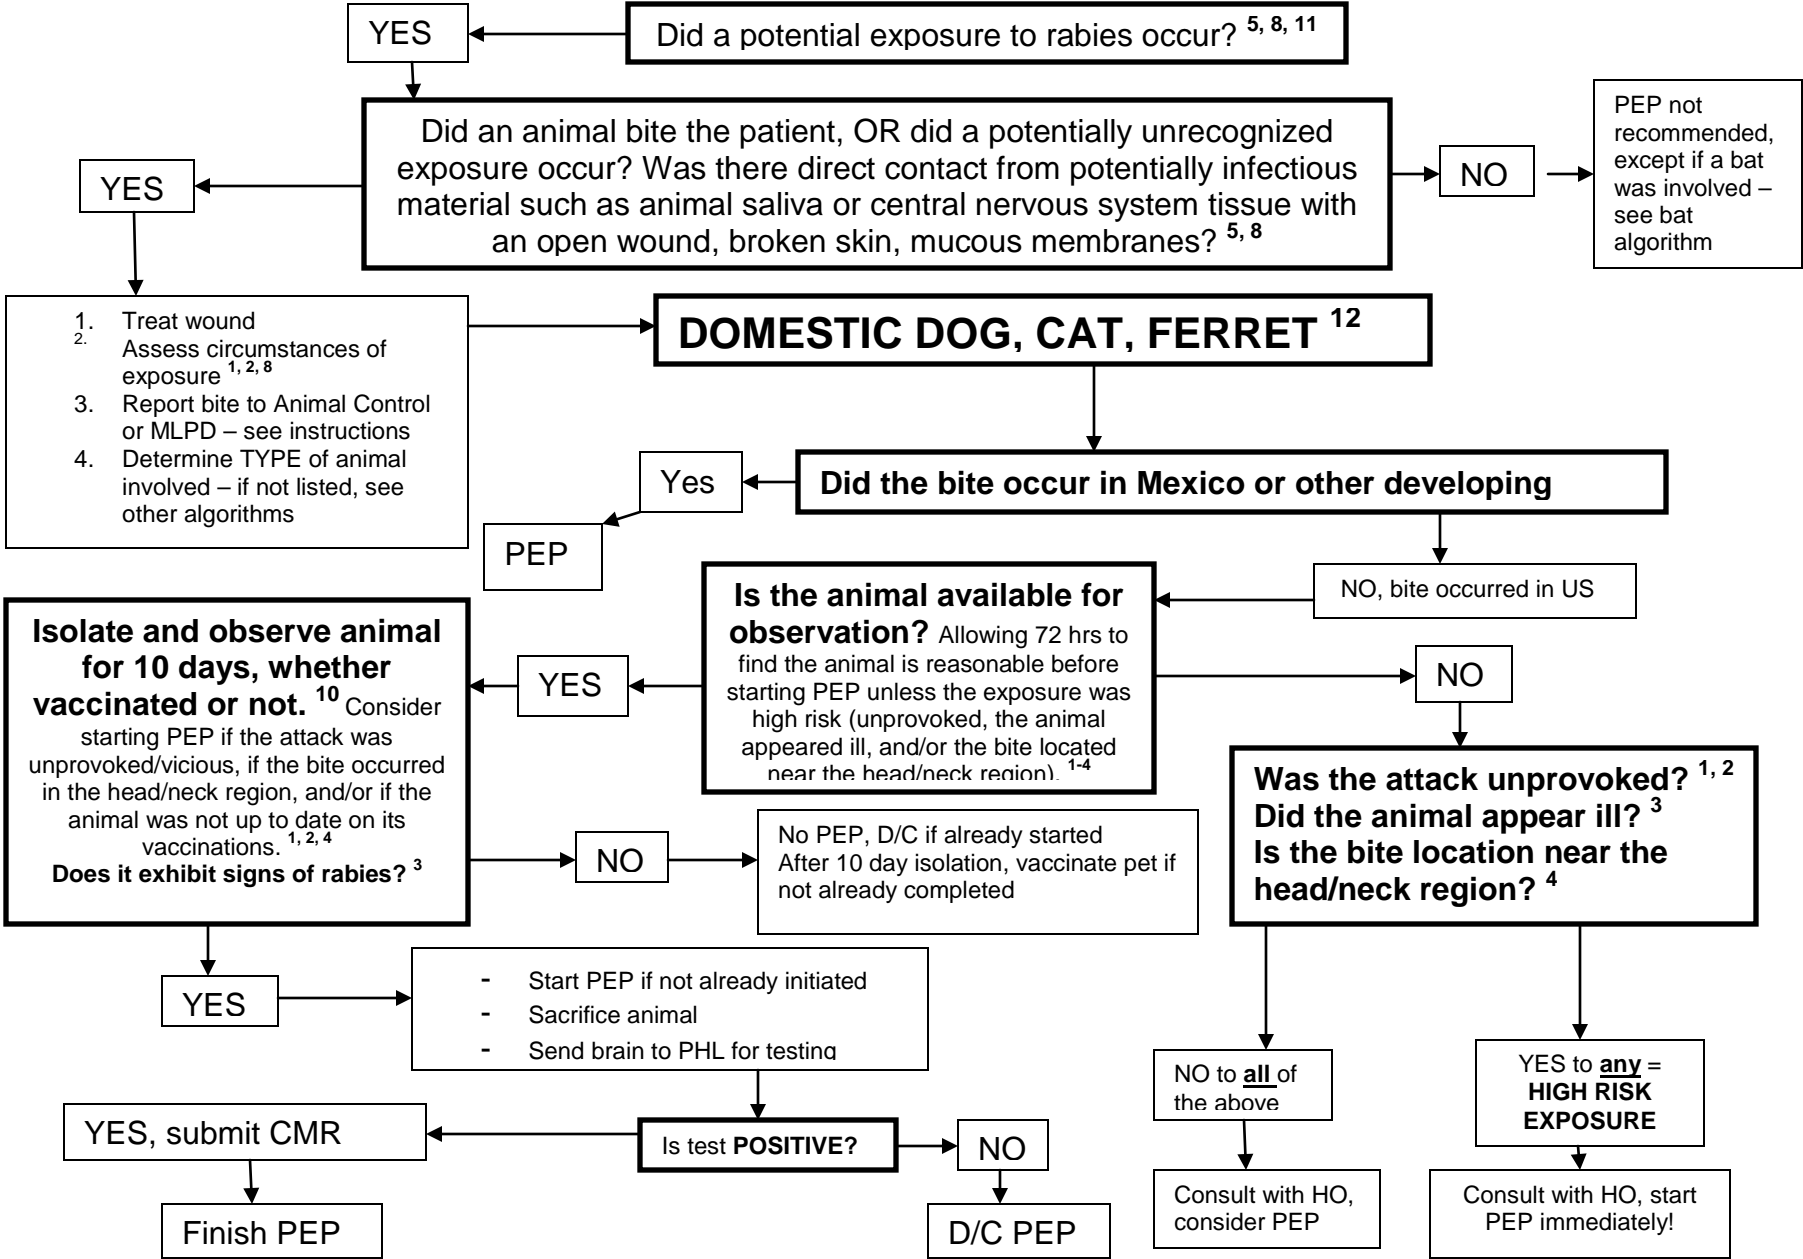 YES
Did a potential exposure to rabies occur? 5, 8, 11
Did an animal bite the patient, OR did a potentially unrecognized
exposure occur? Was there direct contact from potentially infectious
material such as animal saliva or central nervous system tissue with
an open wound, broken skin, mucous membranes? 5, 8
YES
NO
PEP not
recommended,
except if a bat
was involved –
see bat
algorithm
1. Treat wound
2. Assess circumstances of
exposure 1, 2, 8
3. Report bite to Animal Control
or MLPD – see instructions
4. Determine TYPE of animal
involved – if not listed, see
other algorithms
DOMESTIC DOG, CAT, FERRET 12
Did the bite occur in Mexico or other developing
Yes
PEP
NO, bite occurred in US
Is the animal available for
observation? Allowing 72 hrs to
find the animal is reasonable before
starting PEP unless the exposure was
high risk (unprovoked, the animal
appeared ill, and/or the bite located
near the head/neck region). 1-4
YES
NO
Isolate and observe animal
for 10 days, whether
vaccinated or not. 10 Consider
starting PEP if the attack was
unprovoked/vicious, if the bite occurred
in the head/neck region, and/or if the
animal was not up to date on its
vaccinations. 1, 2, 4
Does it exhibit signs of rabies? 3
NO
No PEP, D/C if already started
After 10 day isolation, vaccinate pet if
not already completed
Was the attack unprovoked? 1, 2
Did the animal appear ill? 3
Is the bite location near the
head/neck region? 4
YES
- Start PEP if not already initiated
- Sacrifice animal
- Send brain to PHL for testing
NO to all of
the above
YES to any =
HIGH RISK
EXPOSURE
YES, submit CMR
Is test POSITIVE?
NO
Finish PEP
D/C PEP
Consult with HO,
consider PEP
Consult with HO, start
PEP immediately!